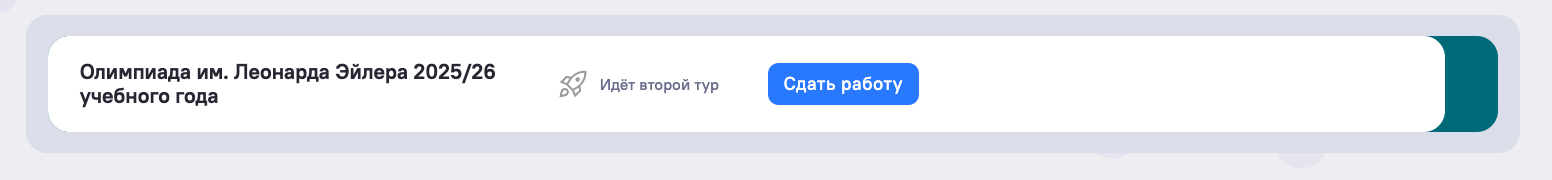 Олимпиада им. Леонарда Эйлера 2025/26
учебного года
Идёт второй тур
Сдать работу